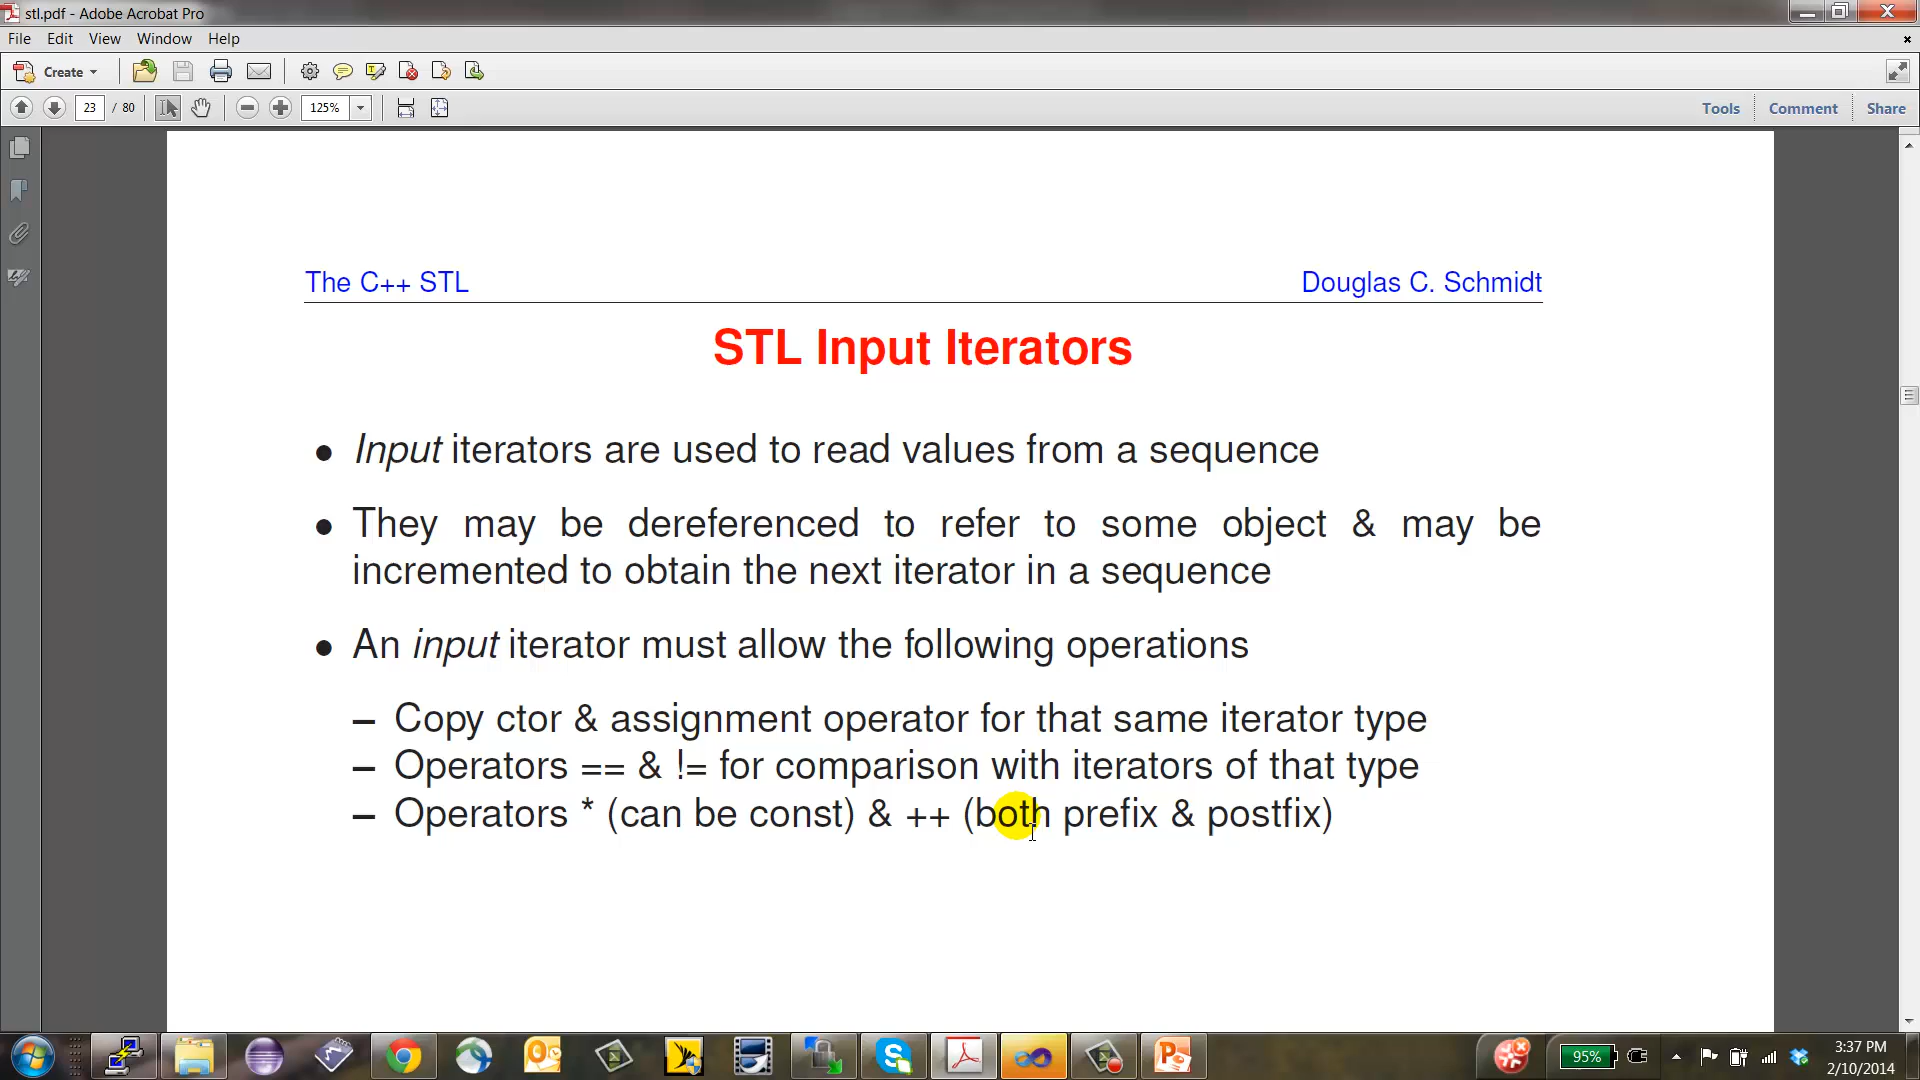 stl.pdf - Adobe Acrobat Pro
File Edit View Window Help
Create
23 / 80 125% Tools Comment Share
The C++ STL Douglas C. Schmidt
STL Input Iterators
● Input iterators are used to read values from a sequence
● They may be dereferenced to refer to some object & may be
incremented to obtain the next iterator in a sequence
● An input iterator must allow the following operations
– Copy ctor & assignment operator for that same iterator type
– Operators == & != for comparison with iterators of that type
– Operators * (can be const) & ++ (both prefix & postfix)
95% 3:37 PM
2/10/2014